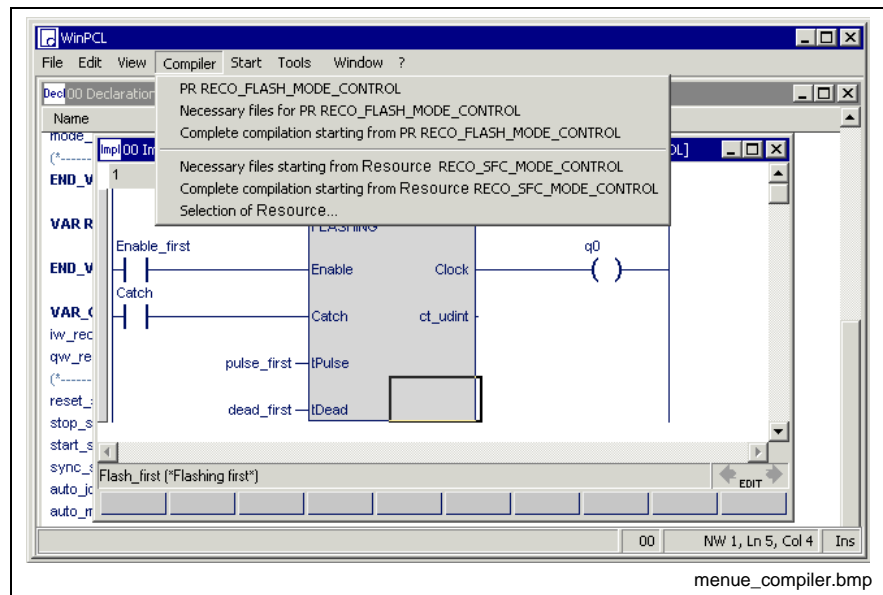 WinPCL
File Edit View Compiler Start Tools Window ?
PR RECO_FLASH_MODE_CONTROL
Necessary files for PR RECO_FLASH_MODE_CONTROL
Complete compilation starting from PR RECO_FLASH_MODE_CONTROL
Necessary files starting from Resource RECO_SFC_MODE_CONTROL
Complete compilation starting from Resource RECO_SFC_MODE_CONTROL
Selection of Resource...
Decl 00 Declaration
Name
mode_
(*------
END_V
VAR R
END_V
VAR_
iw_rec
qw_re
(*------
reset_
stop_s
start_s
sync_s
auto_jo
auto_m
Impl 00 Im OL]
1
FLASHING
Enable_first q0
Enable Clock
Catch
Catch ct_udint
pulse_first tPulse
dead_first tDead
Flash_first (*Flashing first*) EDIT
00 NW 1, Ln 5, Col 4 Ins
menue_compiler.bmp